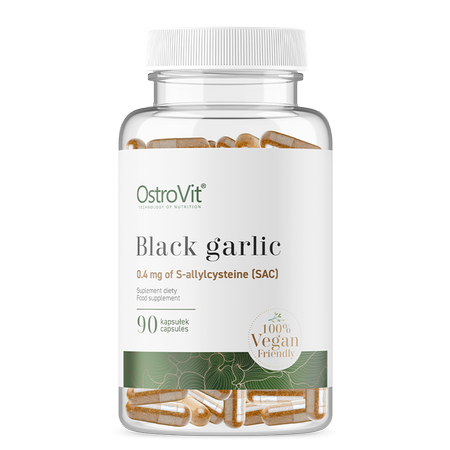 OstroVit®
TECHNOLOGY OF NUTRITION
Black garlic
0.4 mg of S-allylcysteine (SAC)
Suplement diety
Food supplement
90 kapsułek
capsules
100%
Vegan
Friendly